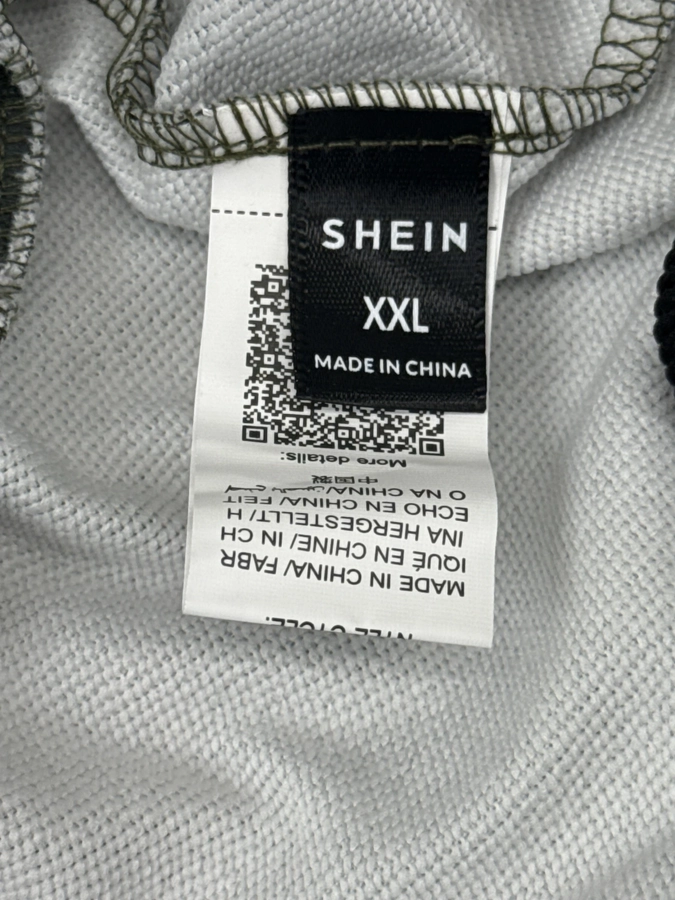 SHEIN
XXL
MADE IN CHINA
MADE IN CHINA/ FABR
IQUÉ EN CHINE/ IN CH
INA HERGESTELLT/ H
ECHO EN CHINA/ FEIT
O NA CHINA/
中国製
More details: